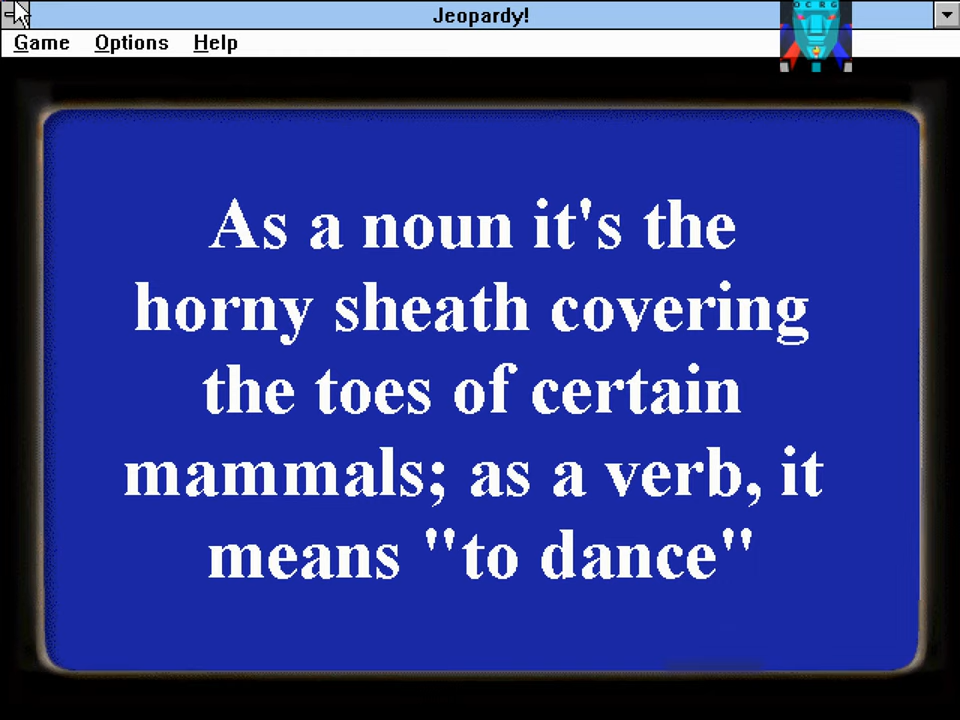 Jeopardy!
Game Options Help
OCRG
As a noun it's the
horny sheath covering
the toes of certain
mammals; as a verb, it
means "to dance"